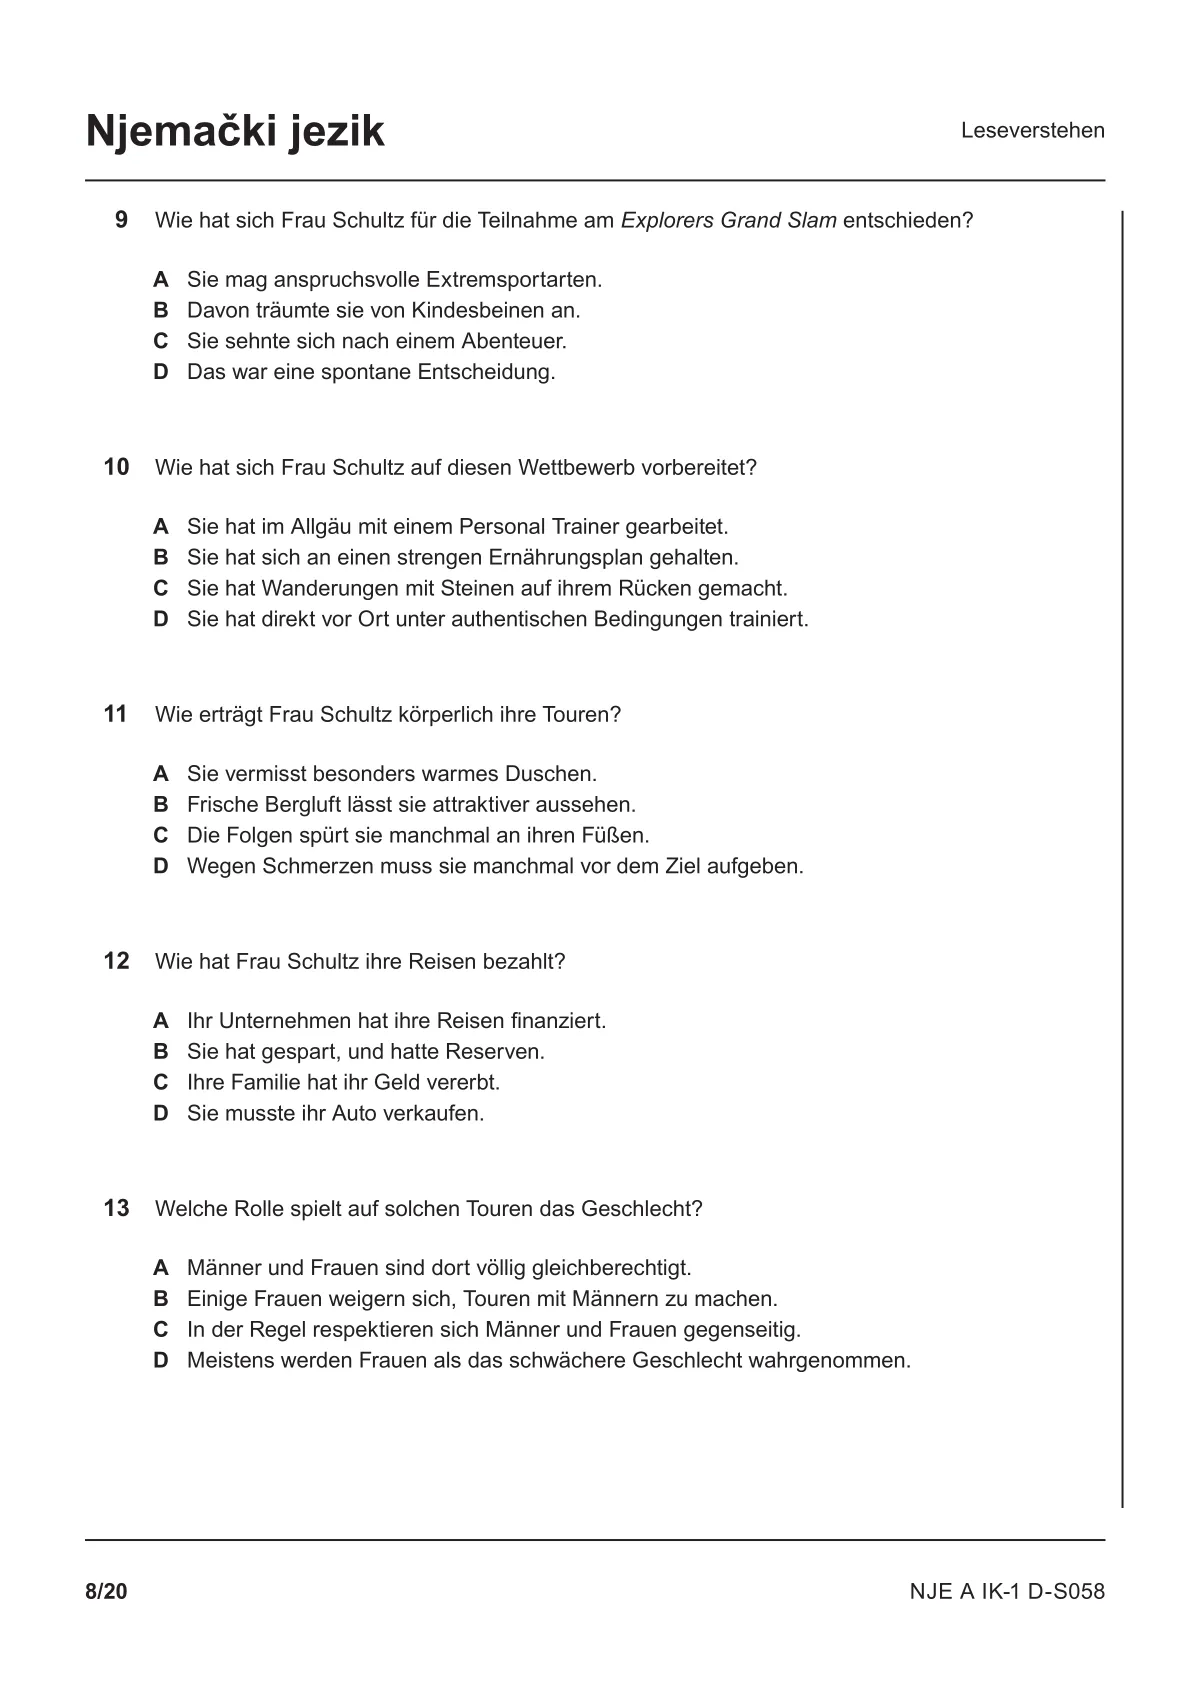 Njemački jezik
Leseverstehen
9 Wie hat sich Frau Schultz für die Teilnahme am Explorers Grand Slam entschieden?
A Sie mag anspruchsvolle Extremsportarten.
B Davon träumte sie von Kindesbeinen an.
C Sie sehnte sich nach einem Abenteuer.
D Das war eine spontane Entscheidung.
10 Wie hat sich Frau Schultz auf diesen Wettbewerb vorbereitet?
A Sie hat im Allgäu mit einem Personal Trainer gearbeitet.
B Sie hat sich an einen strengen Ernährungsplan gehalten.
C Sie hat Wanderungen mit Steinen auf ihrem Rücken gemacht.
D Sie hat direkt vor Ort unter authentischen Bedingungen trainiert.
11 Wie erträgt Frau Schultz körperlich ihre Touren?
A Sie vermisst besonders warmes Duschen.
B Frische Bergluft lässt sie attraktiver aussehen.
C Die Folgen spürt sie manchmal an ihren Füßen.
D Wegen Schmerzen muss sie manchmal vor dem Ziel aufgeben.
12 Wie hat Frau Schultz ihre Reisen bezahlt?
A Ihr Unternehmen hat ihre Reisen finanziert.
B Sie hat gespart, und hatte Reserven.
C Ihre Familie hat ihr Geld vererbt.
D Sie musste ihr Auto verkaufen.
13 Welche Rolle spielt auf solchen Touren das Geschlecht?
A Männer und Frauen sind dort völlig gleichberechtigt.
B Einige Frauen weigern sich, Touren mit Männern zu machen.
C In der Regel respektieren sich Männer und Frauen gegenseitig.
D Meistens werden Frauen als das schwächere Geschlecht wahrgenommen.
8/20
NJE A IK-1 D-S058